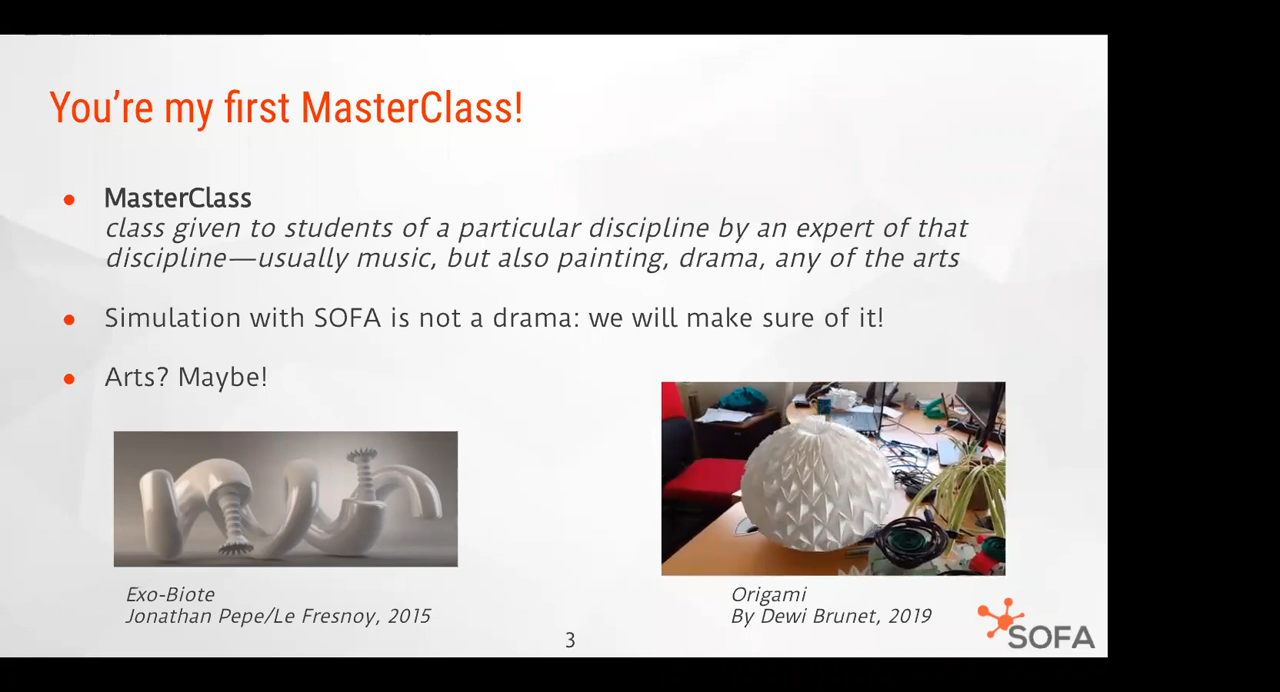 You’re my first MasterClass!
MasterClass
class given to students of a particular discipline by an expert of that
discipline—usually music, but also painting, drama, any of the arts
Simulation with SOFA is not a drama: we will make sure of it!
Arts? Maybe!
Exo-Biote
Jonathan Pepe/Le Fresnoy, 2015
Origami
By Dewi Brunet, 2019
3
SOFA